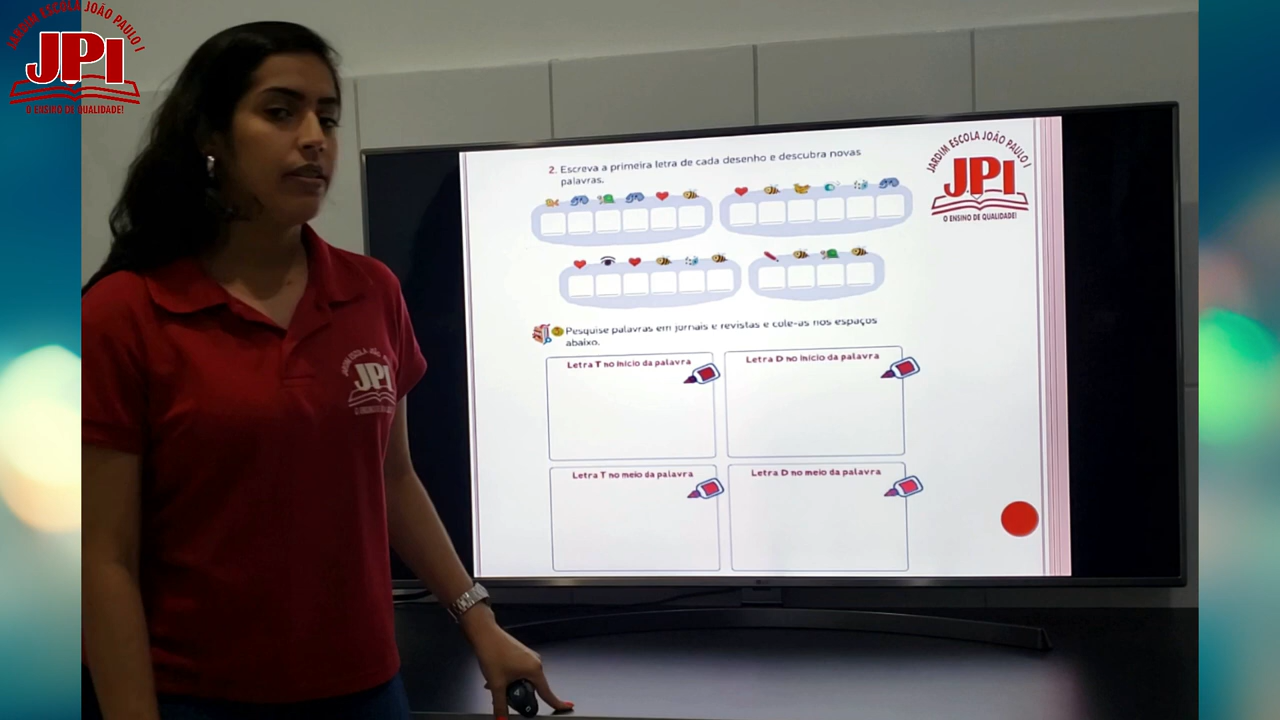 JARDIM ESCOLA JOÃO PAULO I
JPI
O ENSINO DE QUALIDADE!
2. Escreva a primeira letra de cada desenho e descubra novas
palavras.
JARDIM ESCOLA JOÃO PAULO I
JPI
O ENSINO DE QUALIDADE!
Pesquise palavras em jornais e revistas e cole-as nos espaços
abaixo.
Letra T no início da palavra
Letra D no início da palavra
Letra T no meio da palavra
Letra D no meio da palavra
JPI
O ENSINO DE QUALIDADE!